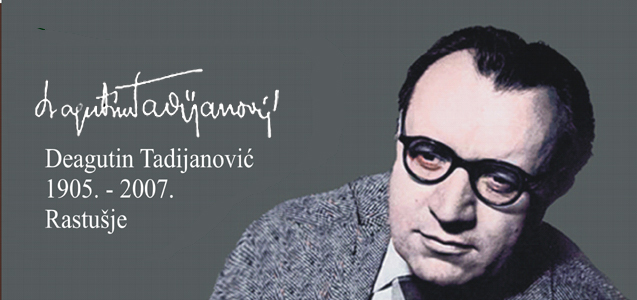 Dragutin Tadijanović
Deagutin Tadijanović
1905. - 2007.
Rastušje